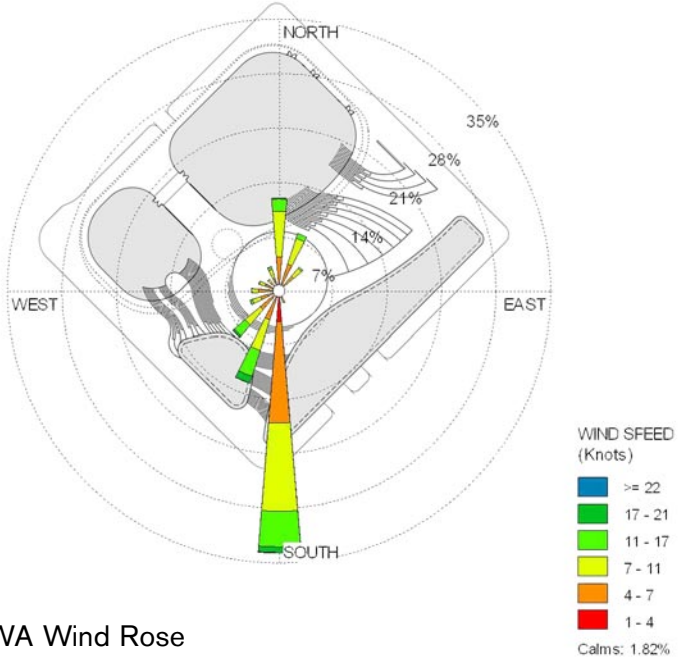 NORTH
35%
28%
21%
14%
7%
WEST
EAST
SOUTH
WIND SPEED
(Knots)
>= 22
17 - 21
11 - 17
7 - 11
4 - 7
1 - 4
Calms: 1.82%
WA Wind Rose